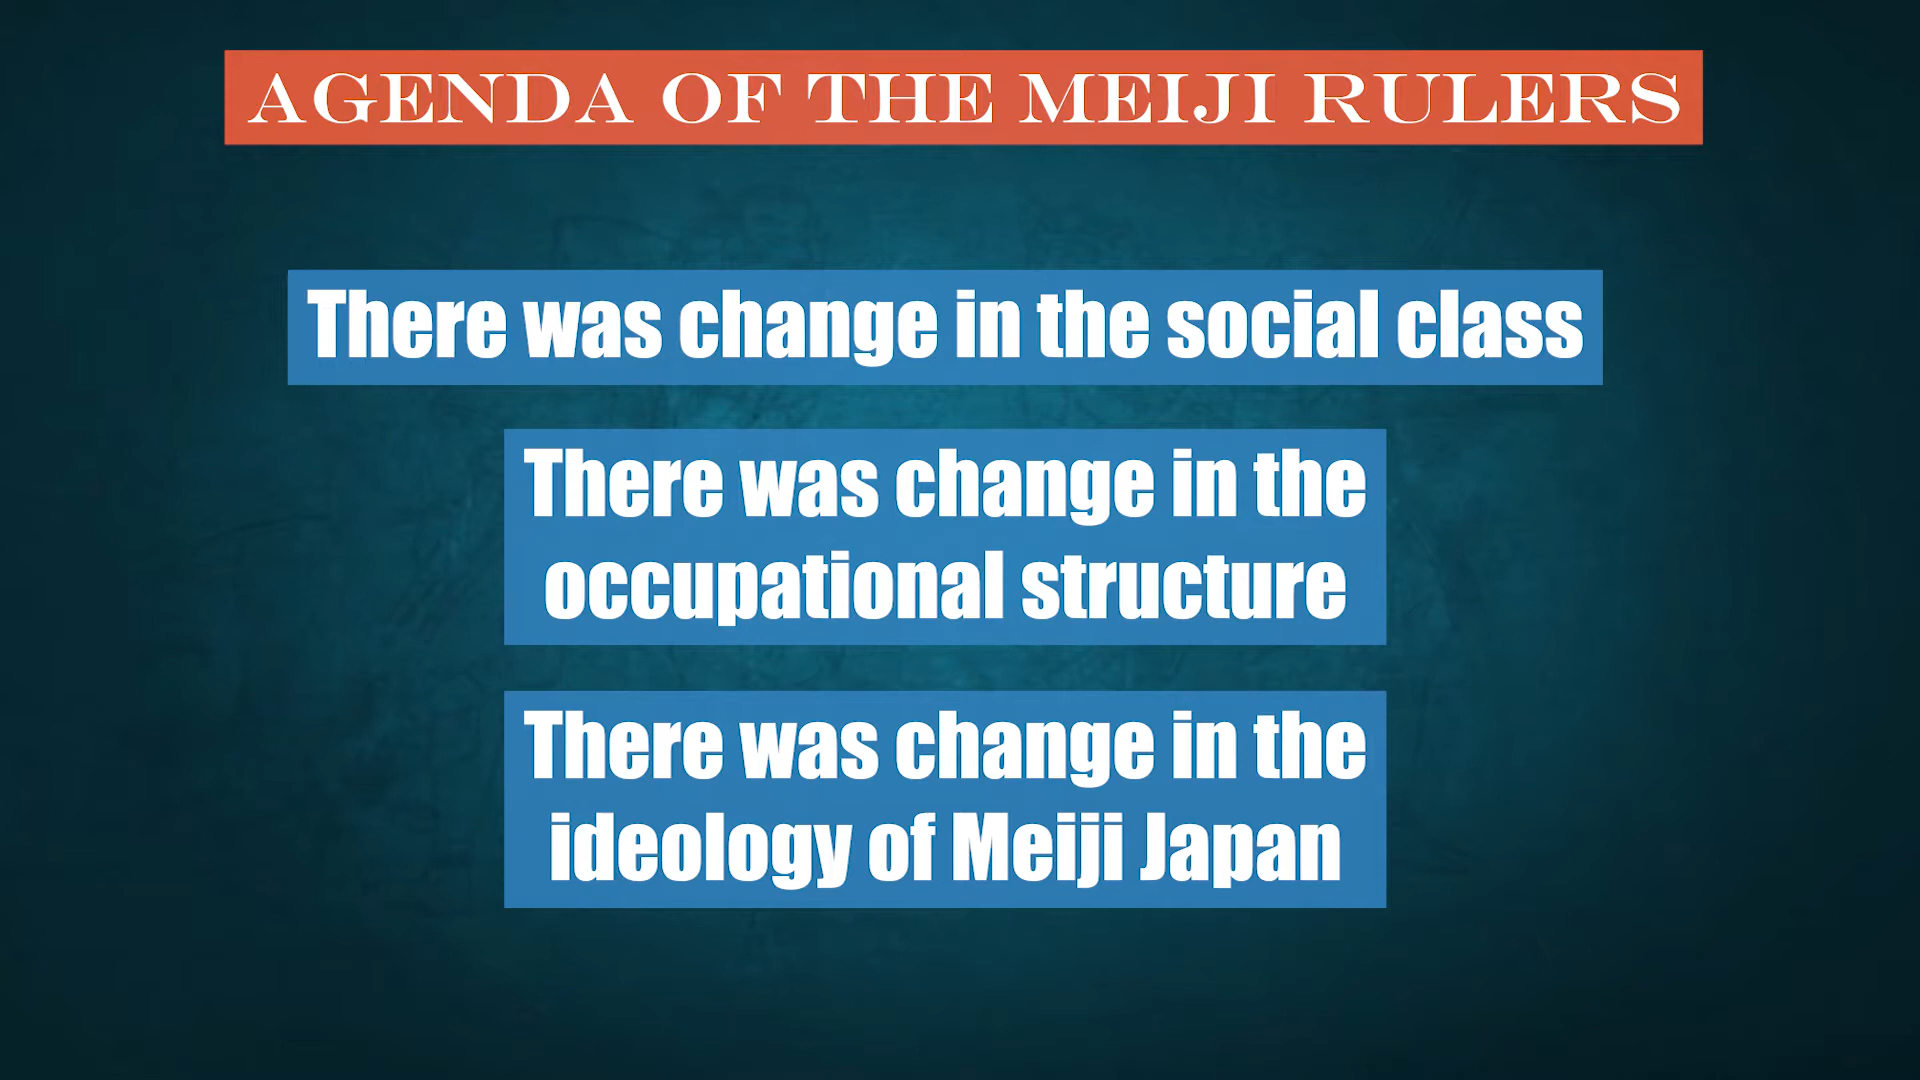 AGENDA OF THE MEIJI RULERS
There was change in the social class
There was change in the
occupational structure
There was change in the
ideology of Meiji Japan